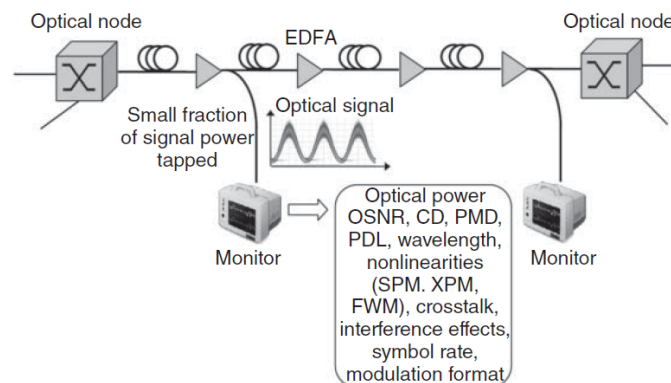 Optical node
Optical node
EDFA
Small fraction
of signal power
tapped
Optical signal
Monitor
Optical power
OSNR, CD, PMD,
PDL, wavelength,
nonlinearities
(SPM. XPM,
FWM), crosstalk,
interference effects,
symbol rate,
modulation format
Monitor